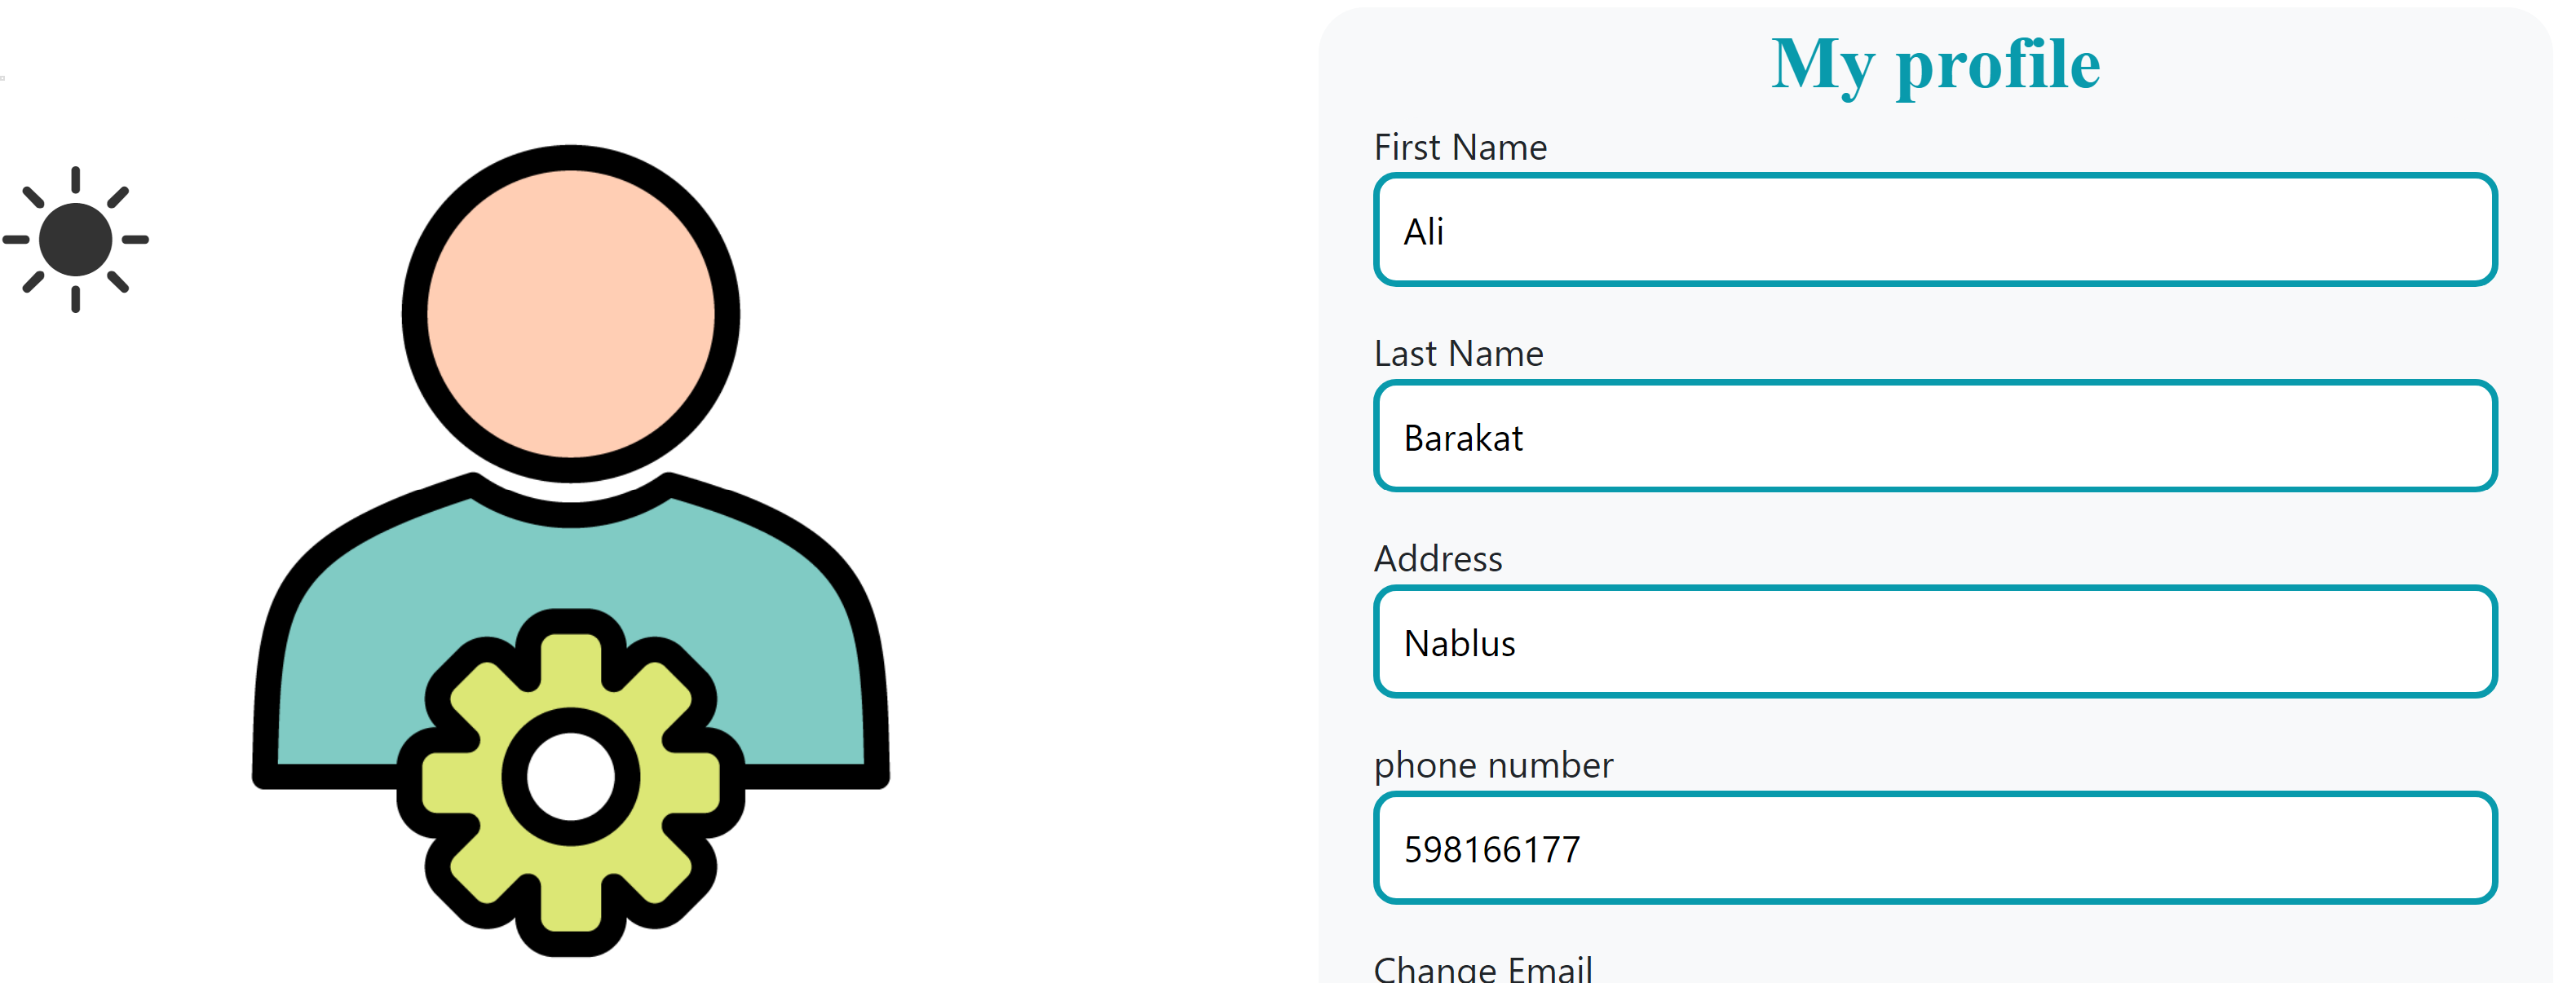 My profile
First Name
Ali
Last Name
Barakat
Address
Nablus
phone number
598166177
Change Email